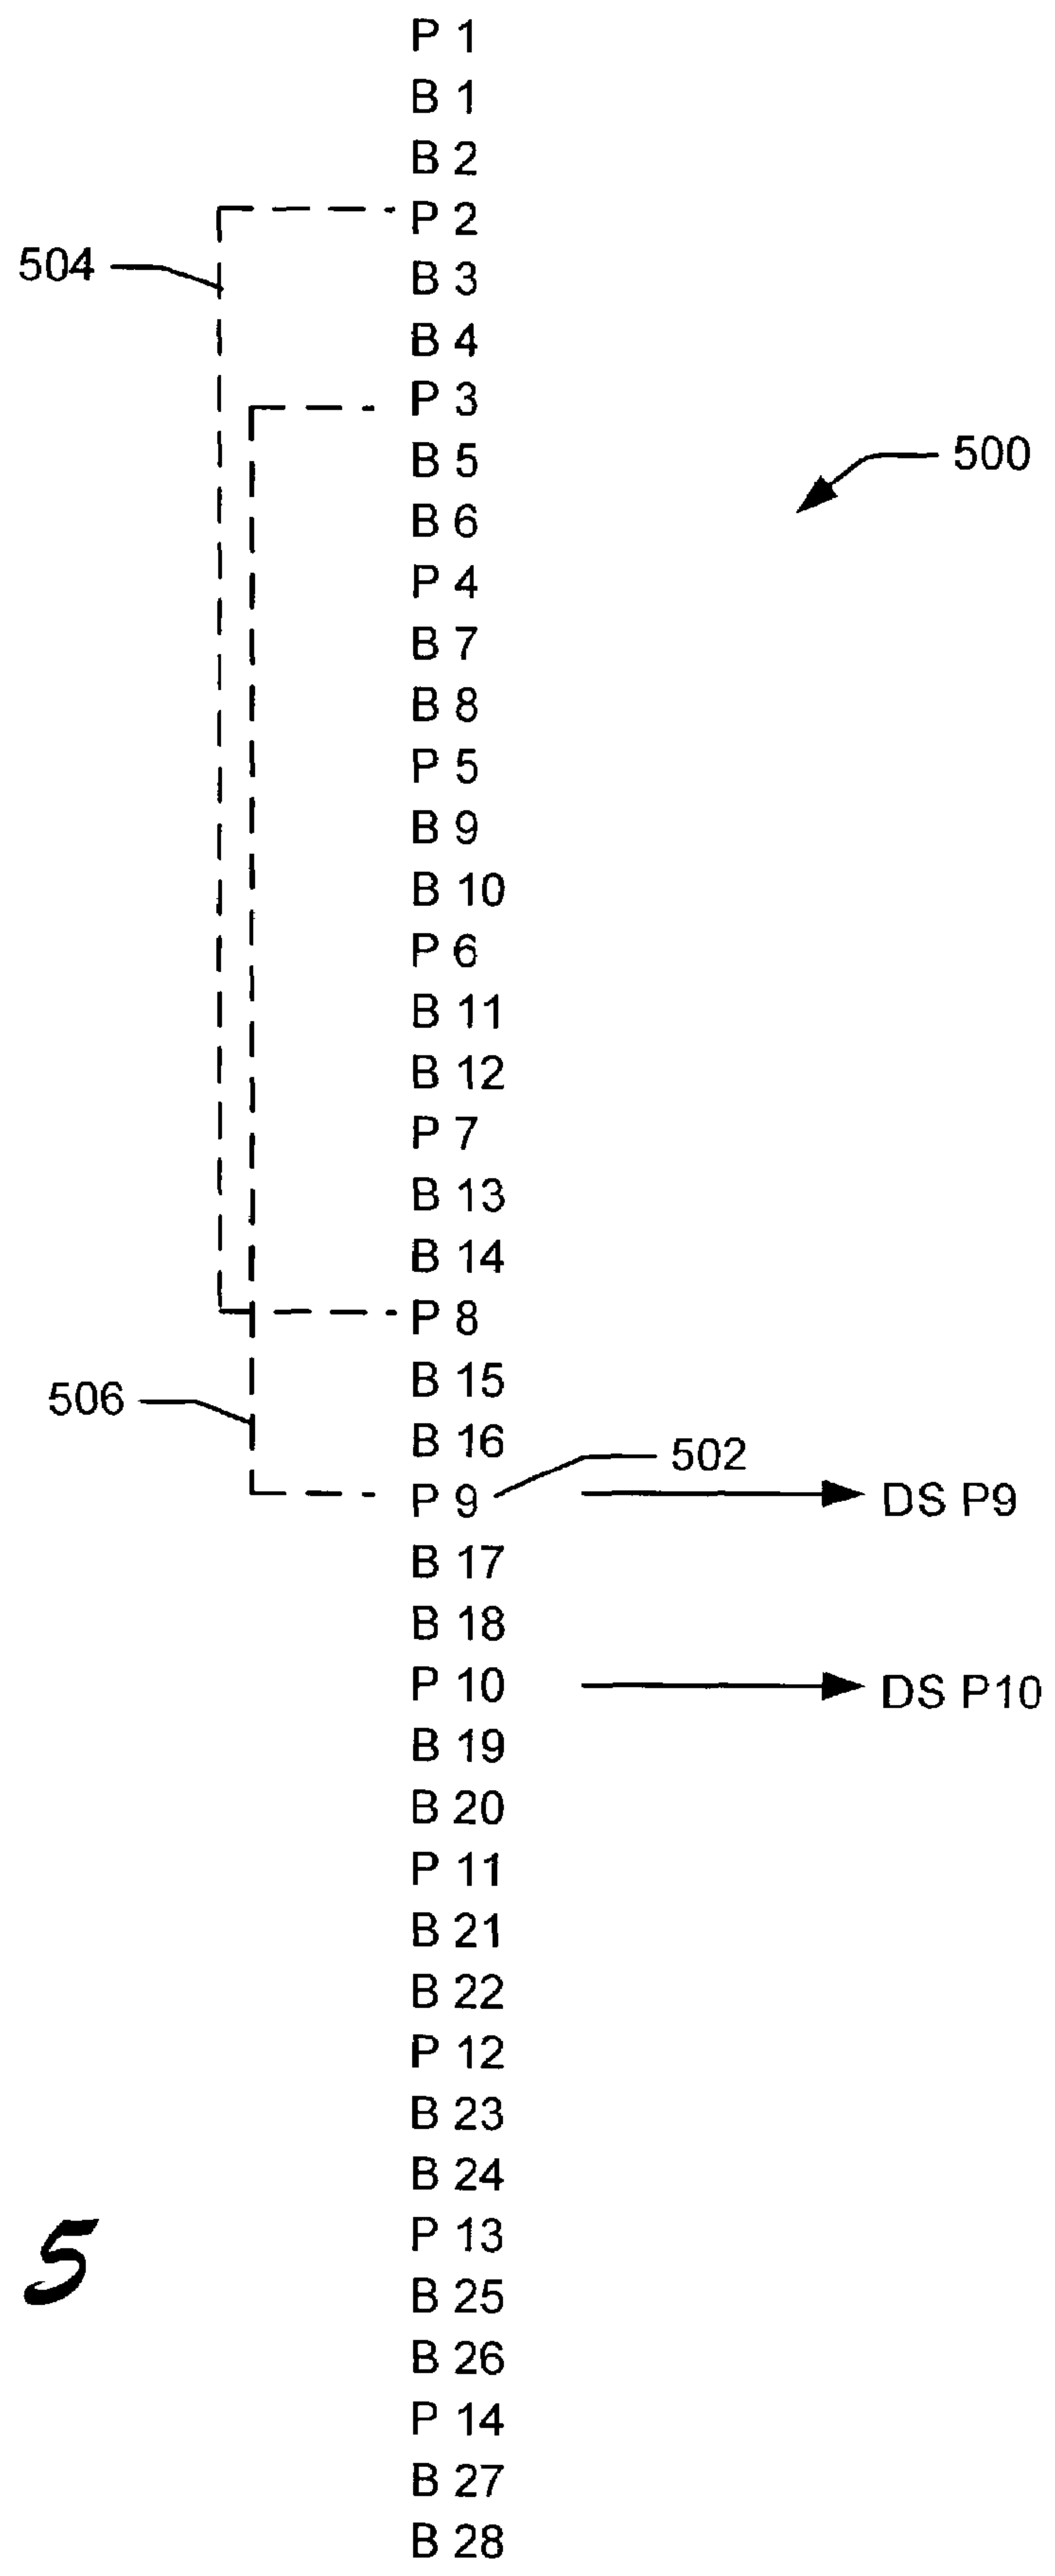 P 1
B 1
B 2
P 2
504
B 3
B 4
P 3
500
B 5
B 6
P 4
B 7
B 8
P 5
B 9
B 10
P 6
B 11
B 12
P 7
B 13
B 14
P 8
B 15
506
B 16
502
P 9
DS P9
B 17
B 18
P 10
DS P10
B 19
B 20
P 11
B 21
B 22
P 12
B 23
B 24
P 13
5
B 25
B 26
P 14
B 27
B 28